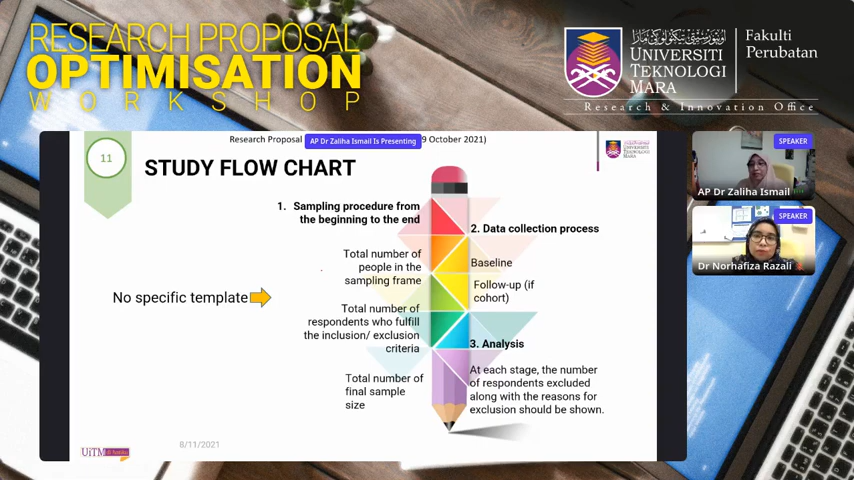 RESEARCH PROPOSAL
OPTIMISATION
WORKSHOP
UNIVERSITI
TEKNOLOGI
MARA
Fakulti
Perubatan
Research & Innovation Office
Research Proposal
AP Dr Zaliha Ismail Is Presenting
9 October 2021)
11
STUDY FLOW CHART
UNIVERSITI
TEKNOLOGI
MARA
1. Sampling procedure from
the beginning to the end
Total number of
people in the
sampling frame
No specific template
Total number of
respondents who fulfill
the inclusion/ exclusion
criteria
Total number of
final sample
size
2. Data collection process
Baseline
Follow-up (if
cohort)
3. Analysis
At each stage, the number
of respondents excluded
along with the reasons for
exclusion should be shown.
UiTM
8/11/2021
SPEAKER
AP Dr Zaliha Ismail
SPEAKER
Dr Norhafiza Razali